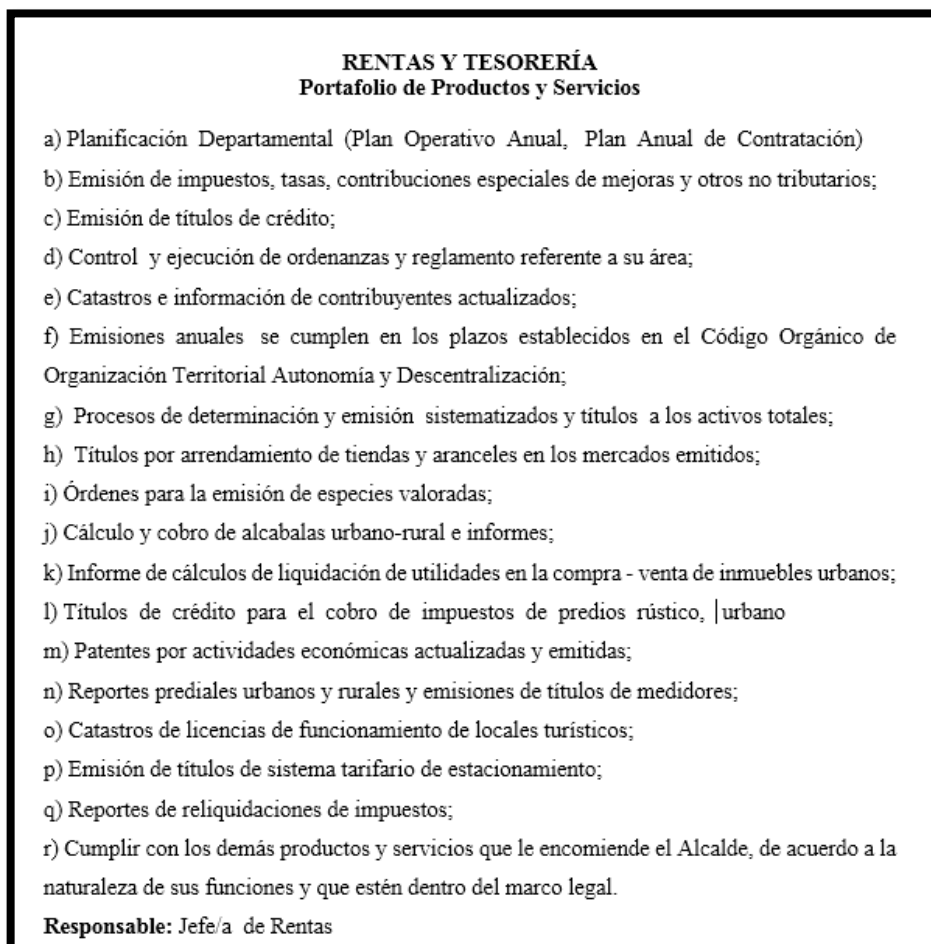 RENTAS Y TESORERÍA
Portafolio de Productos y Servicios
a) Planificación Departamental (Plan Operativo Anual, Plan Anual de Contratación)
b) Emisión de impuestos, tasas, contribuciones especiales de mejoras y otros no tributarios;
c) Emisión de títulos de crédito;
d) Control y ejecución de ordenanzas y reglamento referente a su área;
e) Catastros e información de contribuyentes actualizados;
f) Emisiones anuales se cumplen en los plazos establecidos en el Código Orgánico de
Organización Territorial Autonomía y Descentralización;
g) Procesos de determinación y emisión sistematizados y títulos a los activos totales;
h) Títulos por arrendamiento de tiendas y aranceles en los mercados emitidos;
i) Órdenes para la emisión de especies valoradas;
j) Cálculo y cobro de alcabalas urbano-rural e informes;
k) Informe de cálculos de liquidación de utilidades en la compra - venta de inmuebles urbanos;
l) Títulos de crédito para el cobro de impuestos de predios rústico, urbano
m) Patentes por actividades económicas actualizadas y emitidas;
n) Reportes prediales urbanos y rurales y emisiones de títulos de medidores;
o) Catastros de licencias de funcionamiento de locales turísticos;
p) Emisión de títulos de sistema tarifario de estacionamiento;
q) Reportes de reliquidaciones de impuestos;
r) Cumplir con los demás productos y servicios que le encomiende el Alcalde, de acuerdo a la
naturaleza de sus funciones y que estén dentro del marco legal.
Responsable: Jefe/a de Rentas